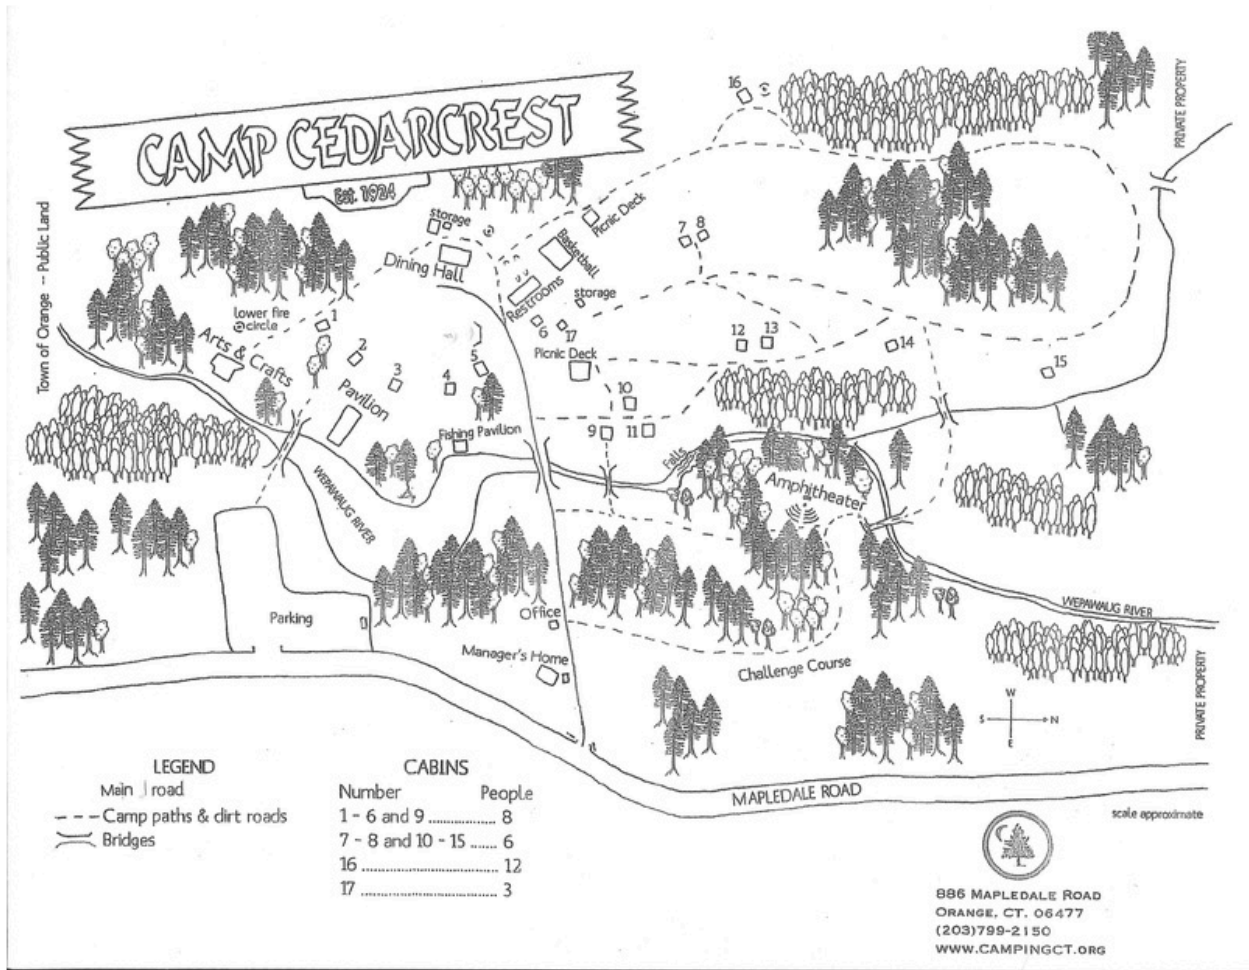 CAMP CEDARCREST
Est. 1924
Town of Orange -- Public Land
PRIVATE PROPERTY
16
storage
Dining Hall
Picnic Deck
Basketball
7 8
Restrooms
storage
lower fire
circle
1
Arts & Crafts
2
3
4
5
6
17
Picnic Deck
12 13
14
15
Pavilion
10
9
11
Fishing Pavilion
Falls
WEPAWAUG RIVER
Amphitheater
WEPAWAUG RIVER
Parking
Office
Manager's Home
Challenge Course
PRIVATE PROPERTY
W
S N
E
MAPLEDALE ROAD
scale approximate
LEGEND
Main road
Camp paths & dirt roads
Bridges
CABINS
Number People
1 - 6 and 9 ............... 8
7 - 8 and 10 - 15 ...... 6
16 .............................. 12
17 .............................. 3
886 MAPLEDALE ROAD
ORANGE, CT. 06477
(203)799-2150
WWW.CAMPINGCT.ORG